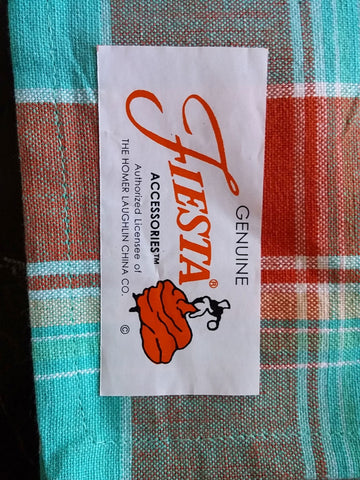 GENUINE
FIESTA®
ACCESSORIES™
Authorized Licensee of
THE HOMER LAUGHLIN CHINA CO.
©